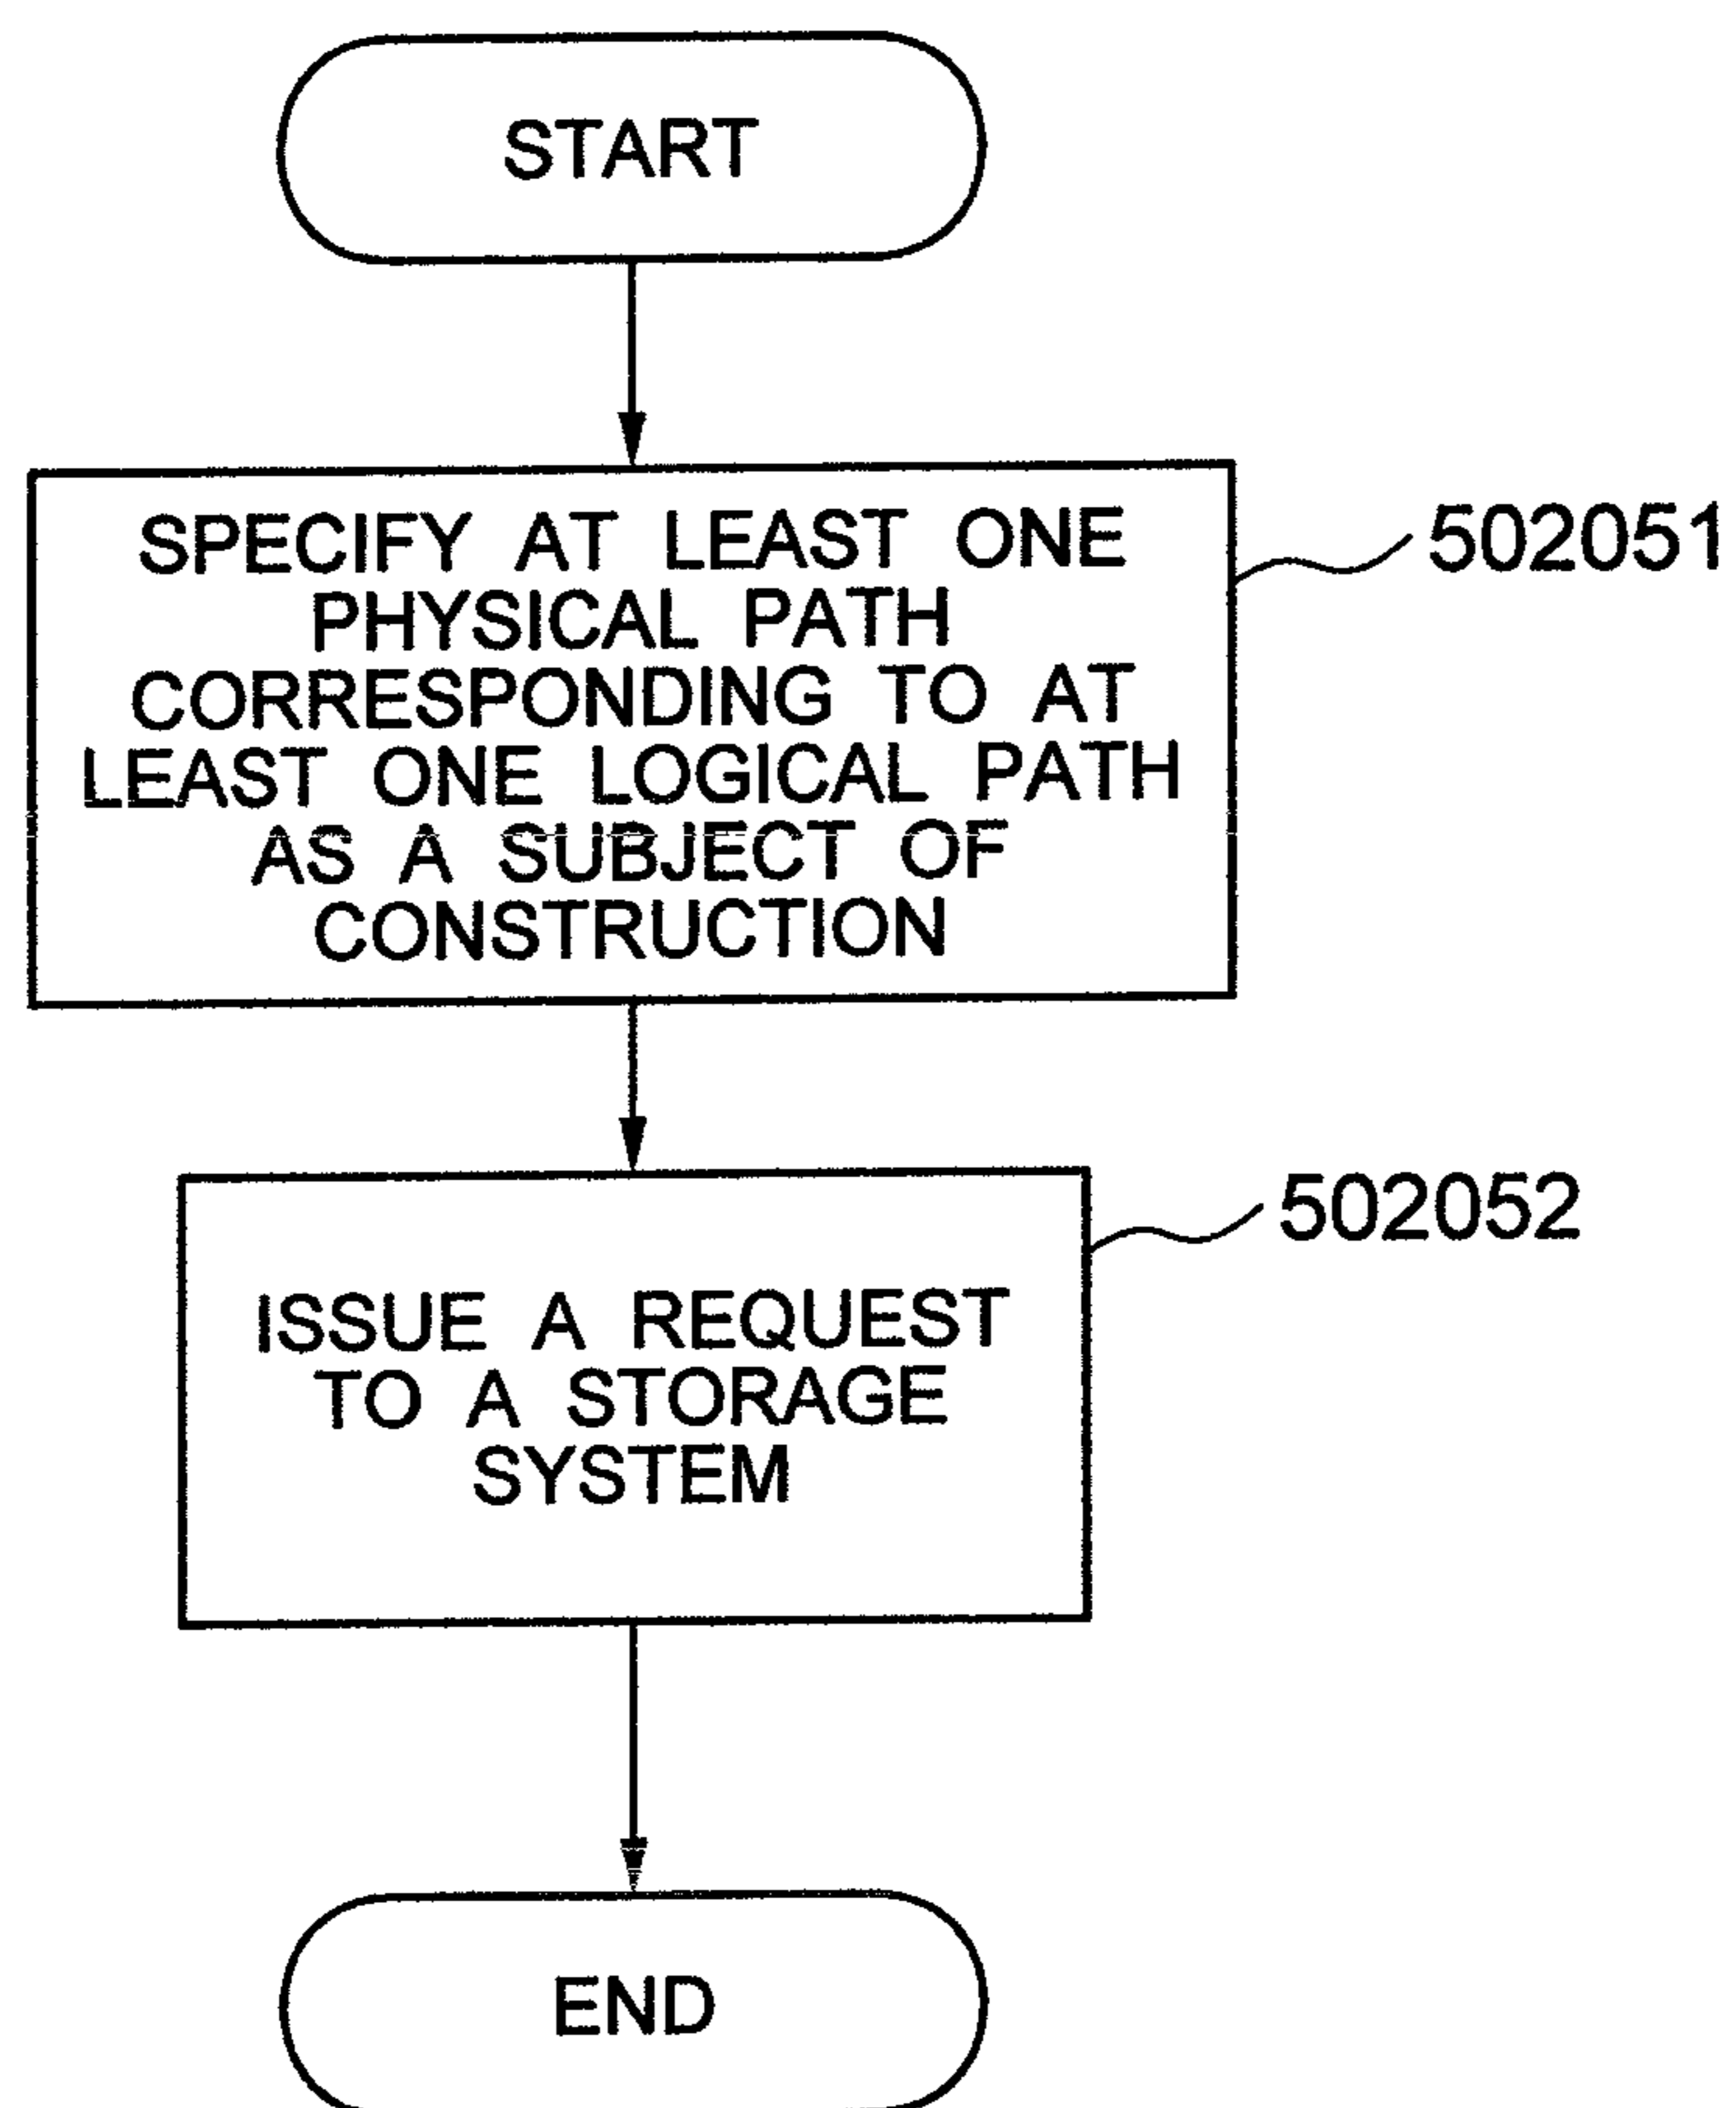 START
SPECIFY AT LEAST ONE
PHYSICAL PATH
CORRESPONDING TO AT
LEAST ONE LOGICAL PATH
AS A SUBJECT OF
CONSTRUCTION
502051
ISSUE A REQUEST
TO A STORAGE
SYSTEM
502052
END